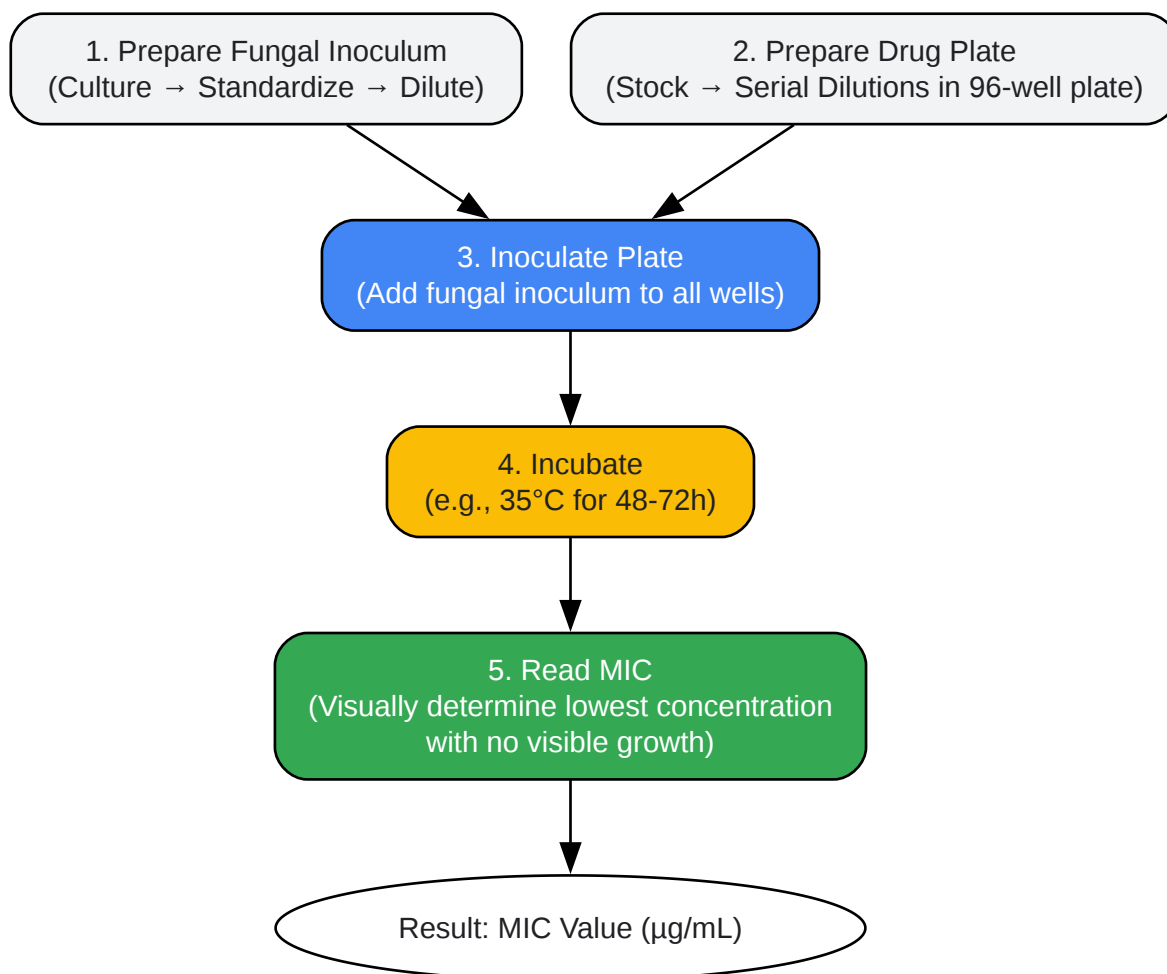 1. Prepare Fungal Inoculum
(Culture → Standardize → Dilute)
2. Prepare Drug Plate
(Stock → Serial Dilutions in 96-well plate)
3. Inoculate Plate
(Add fungal inoculum to all wells)
4. Incubate
(e.g., 35°C for 48-72h)
5. Read MIC
(Visually determine lowest concentration
with no visible growth)
Result: MIC Value (µg/mL)